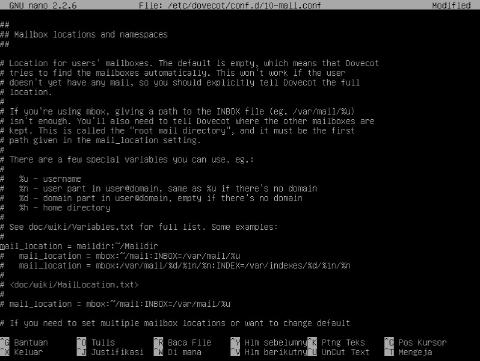 GNU nano 2.2.6 File: /etc/dovecot/conf.d/10-mail.conf Modified
##
## Mailbox locations and namespaces
##
# Location for users' mailboxes. The default is empty, which means that Dovecot
# tries to find the mailboxes automatically. This won't work if the user
# doesn't yet have any mail, so you should explicitly tell Dovecot the full
# location.
#
# If you're using mbox, giving a path to the INBOX file (eg. /var/mail/%u)
# isn't enough. You'll also need to tell Dovecot where the other mailboxes are
# kept. This is called the "root mail directory", and it must be the first
# path given in the mail_location setting.
#
# There are a few special variables you can use, eg.:
#
#   %u - username
#   %n - user part in user@domain, same as %u if there's no domain
#   %d - domain part in user@domain, empty if there's no domain
#   %h - home directory
#
# See doc/wiki/Variables.txt for full list. Some examples:
#
mail_location = maildir:~/Maildir
#   mail_location = mbox:~/mail:INBOX=/var/mail/%u
#   mail_location = mbox:/var/mail/%d/%1n/%n:INDEX=/var/indexes/%d/%1n/%n
#
# <doc/wiki/MailLocation.txt>
#
# mail_location = mbox:~/mail:INBOX=/var/mail/%u
#
# If you need to set multiple mailbox locations or want to change default
^G Bantuan ^O Tulis ^R Baca File ^Y Hlm sebelumny ^K Ptng Teks ^C Pos Kursor
^X Keluar ^J Justifikasi ^W Di mana ^V Hlm berikutny ^U UnCut Text ^T Mengeja